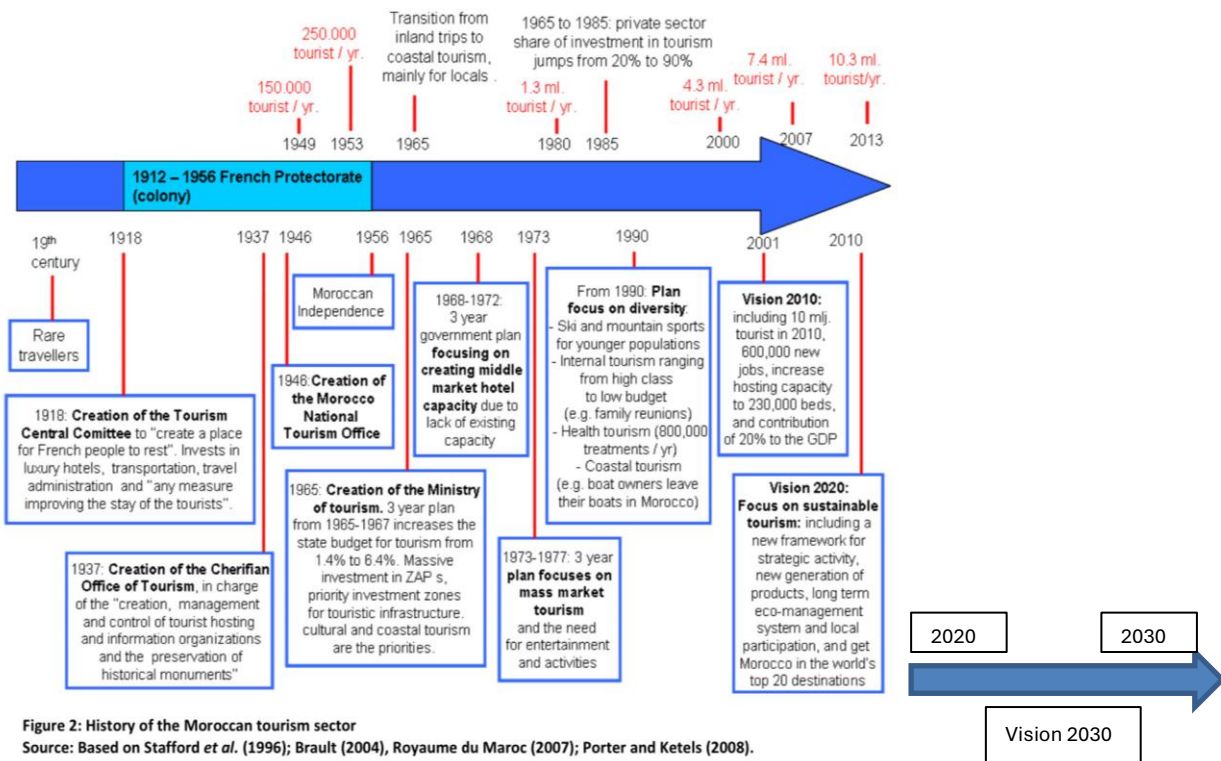 250.000
tourist / yr.
150.000
tourist / yr.
Transition from
inland trips to
coastal tourism,
mainly for locals .
1965 to 1985: private sector
share of investment in tourism
jumps from 20% to 90%
1.3 ml.
tourist / yr.
4.3 ml.
tourist / yr.
7.4 ml.
tourist / yr.
10.3 ml.
tourist/yr.
1949
1953
1965
1980
1985
2000
2007
2013
1912 – 1956 French Protectorate
(colony)
19th
century
1918
1937
1946
1956
1965
1968
1973
1990
2001
2010
Rare
travellers
1918: Creation of the Tourism
Central Comittee to "create a place
for French people to rest". Invests in
luxury hotels, transportation, travel
administration and "any measure
improving the stay of the tourists".
1937: Creation of the Cherifian
Office of Tourism, in charge
of the "creation, management
and control of tourist hosting
and information organizations
and the preservation of
historical monuments"
Moroccan
Independence
1946:Creation of
the Morocco
National
Tourism Office
1965: Creation of the Ministry
of tourism. 3 year plan
from 1965-1967 increases the
state budget for tourism from
1.4% to 6.4%. Massive
investment in ZAP s,
priority investment zones
for touristic infrastructure.
cultural and coastal tourism
are the priorities.
1968-1972:
3 year
government plan
focusing on
creating middle
market hotel
capacity due to
lack of existing
capacity
1973-1977: 3 year
plan focuses on
mass market
tourism
and the need
for entertainment
and activities
From 1990: Plan
focus on diversity:
- Ski and mountain sports
for younger populations
- Internal tourism ranging
from high class
to low budget
(e.g. family reunions)
- Health tourism (800,000
treatments / yr)
- Coastal tourism
(e.g. boat owners leave
their boats in Morocco)
Vision 2010:
including 10 mlj.
tourist in 2010,
600,000 new
jobs, increase
hosting capacity
to 230,000 beds,
and contribution
of 20% to the GDP
Vision 2020:
Focus on sustainable
tourism: including a
new framework for
strategic activity,
new generation of
products, long term
eco-management
system and local
participation, and get
Morocco in the world's
top 20 destinations
2020
2030
Vision 2030
Figure 2: History of the Moroccan tourism sector
Source: Based on Stafford et al. (1996); Brault (2004), Royaume du Maroc (2007); Porter and Ketels (2008).